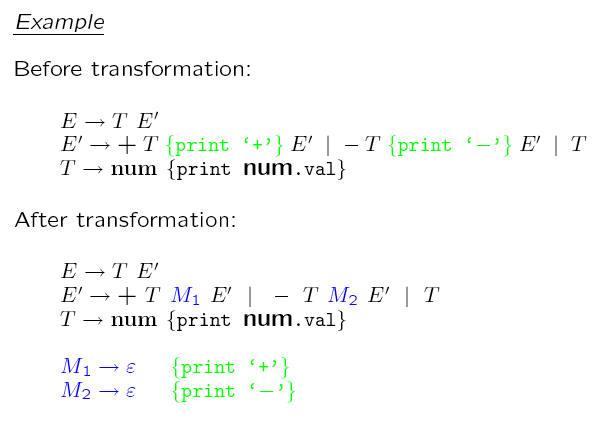 Example
Before transformation:
E → T E′
E′ → + T {print ‘+’} E′ | − T {print ‘−’} E′ | T
T → num {print num.val}
After transformation:
E → T E′
E′ → + T M₁ E′ | − T M₂ E′ | T
T → num {print num.val}
M₁ → ε {print ‘+’}
M₂ → ε {print ‘−’}